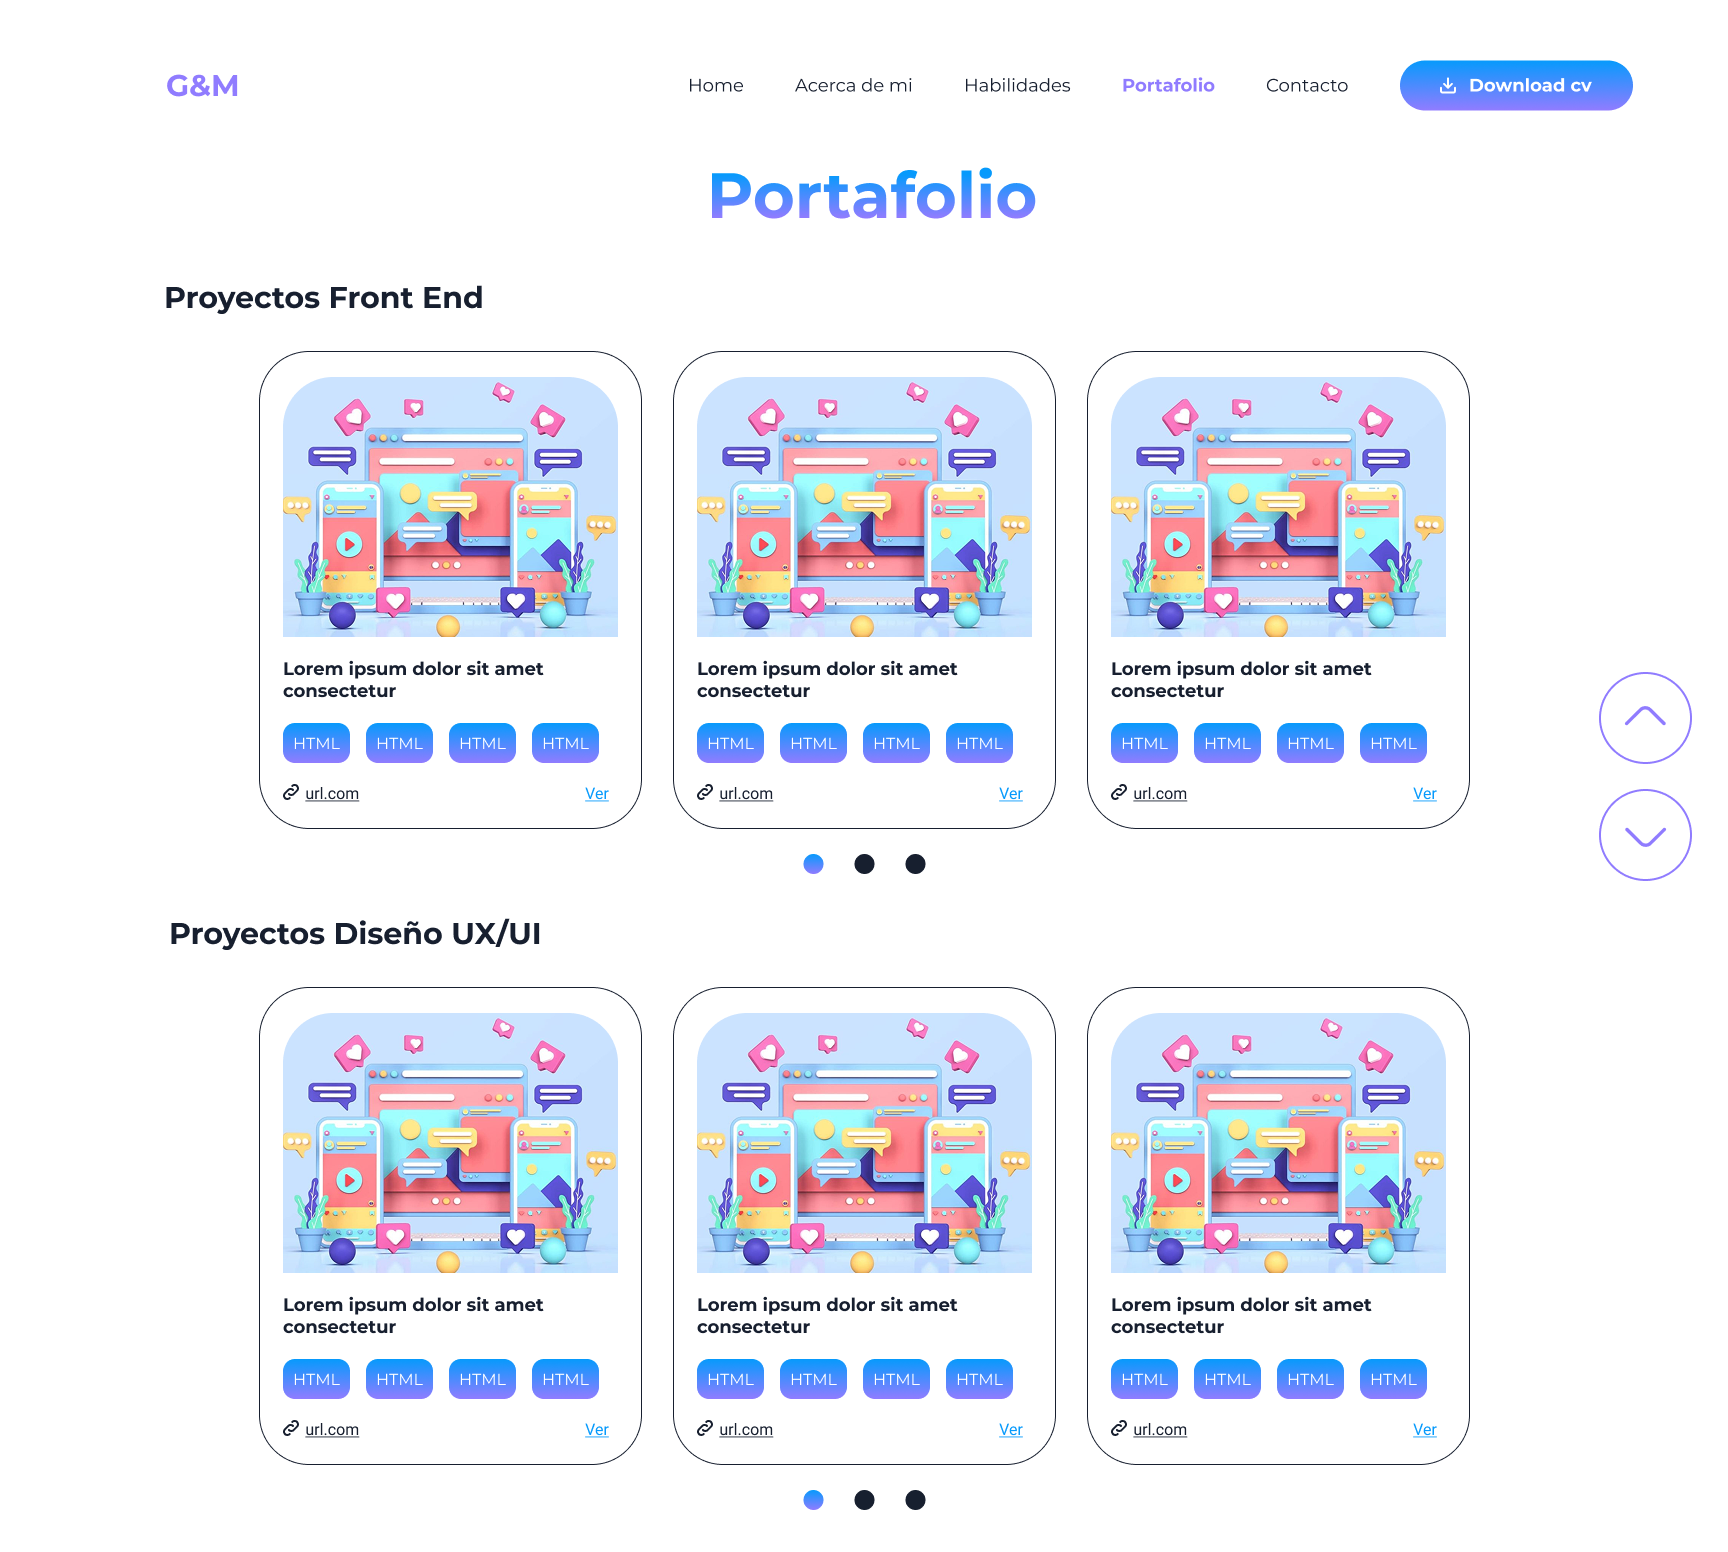 G&M
Home Acerca de mi Habilidades Portafolio Contacto Download cv
Portafolio
Proyectos Front End
Lorem ipsum dolor sit amet
consectetur
HTML HTML HTML HTML
url.com Ver
Lorem ipsum dolor sit amet
consectetur
HTML HTML HTML HTML
url.com Ver
Lorem ipsum dolor sit amet
consectetur
HTML HTML HTML HTML
url.com Ver
Proyectos Diseño UX/UI
Lorem ipsum dolor sit amet
consectetur
HTML HTML HTML HTML
url.com Ver
Lorem ipsum dolor sit amet
consectetur
HTML HTML HTML HTML
url.com Ver
Lorem ipsum dolor sit amet
consectetur
HTML HTML HTML HTML
url.com Ver